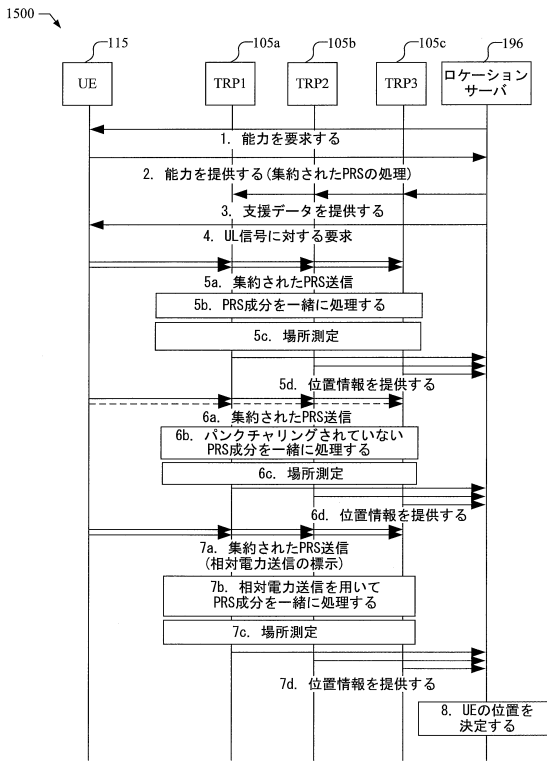 1500
115
105a
105b
105c
196
UE
TRP1
TRP2
TRP3
ロケーション
サーバ
1. 能力を要求する
2. 能力を提供する(集約されたPRSの処理)
3. 支援データを提供する
4. UL信号に対する要求
5a. 集約されたPRS送信
5b. PRS成分を一緒に処理する
5c. 場所測定
5d. 位置情報を提供する
6a. 集約されたPRS送信
6b. パンクチャリングされていない
PRS成分を一緒に処理する
6c. 場所測定
6d. 位置情報を提供する
7a. 集約されたPRS送信
(相対電力送信の標示)
7b. 相対電力送信を用いて
PRS成分を一緒に処理する
7c. 場所測定
7d. 位置情報を提供する
8. UEの位置を
決定する